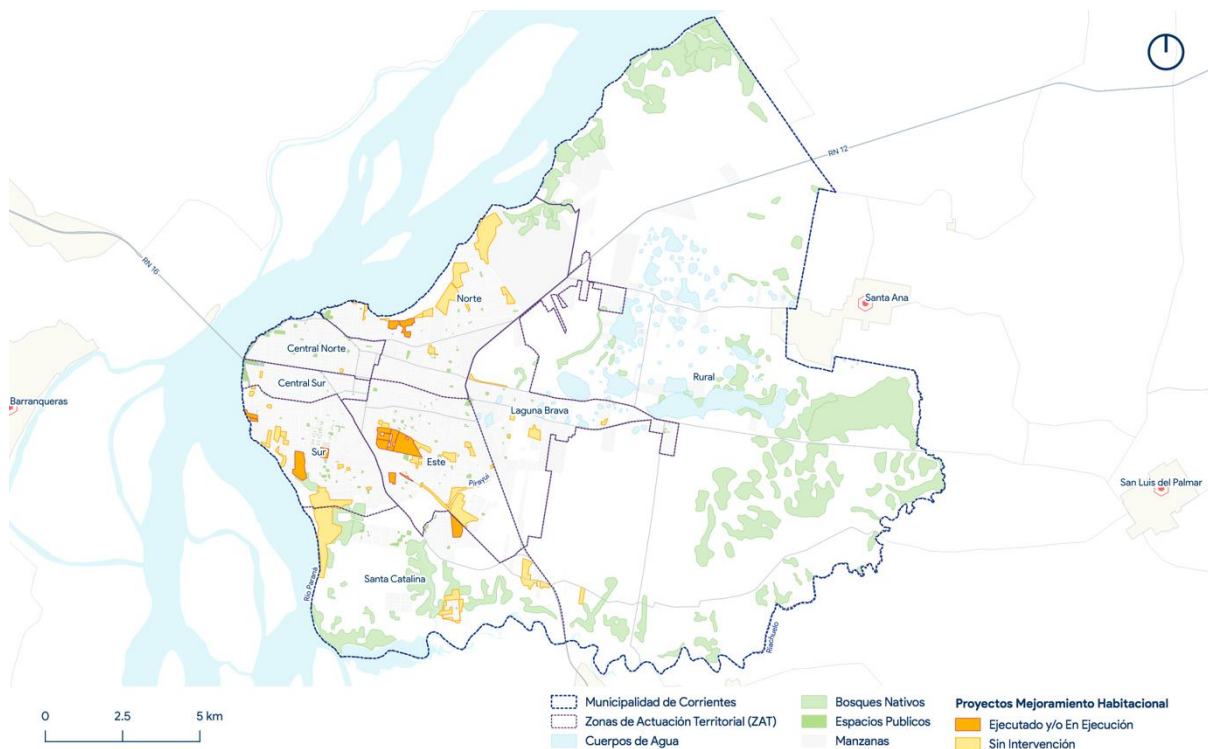 RN 12
RN 16
Santa Ana
Norte
Central Norte
Central Sur
Rural
Barranqueras
Laguna Brava
Sur
Este
Pirayuí
San Luis del Palmar
Santa Catalina
Río Paraná
Riachuelo
0 2.5 5 km
Municipalidad de Corrientes
Zonas de Actuación Territorial (ZAT)
Cuerpos de Agua
Bosques Nativos
Espacios Publicos
Manzanas
Proyectos Mejoramiento Habitacional
Ejecutado y/o En Ejecución
Sin Intervención